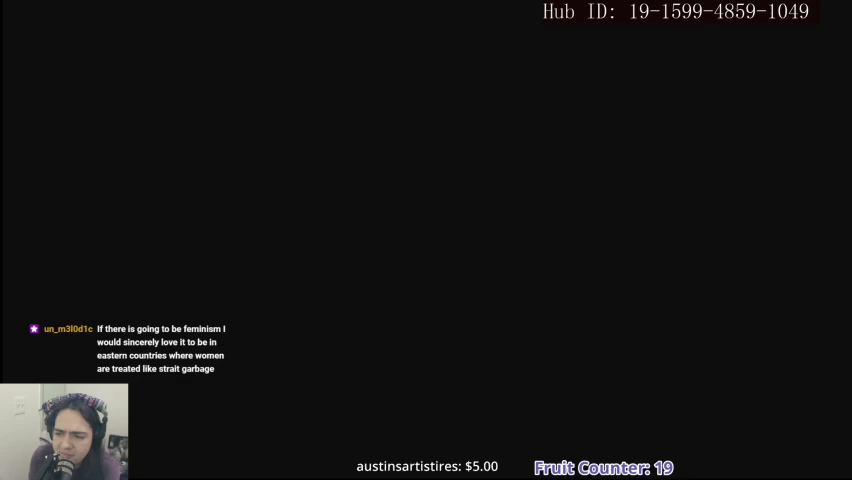 Hub ID: 19-1599-4859-1049
un_m3l0d1c If there is going to be feminism I
would sincerely love it to be in
eastern countries where women
are treated like strait garbage
austinsartistires: $5.00
Fruit Counter: 19